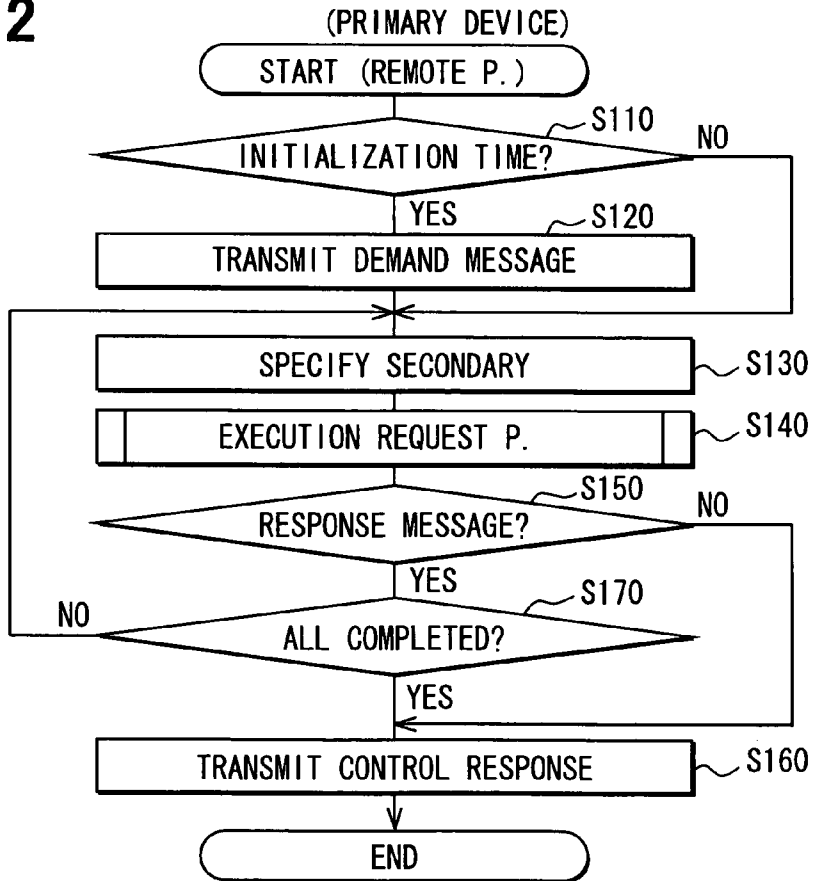 2
(PRIMARY DEVICE)
START (REMOTE P.)
S110
INITIALIZATION TIME?
NO
YES
S120
TRANSMIT DEMAND MESSAGE
SPECIFY SECONDARY
S130
EXECUTION REQUEST P.
S140
S150
RESPONSE MESSAGE?
NO
YES
S170
NO
ALL COMPLETED?
YES
TRANSMIT CONTROL RESPONSE
S160
END